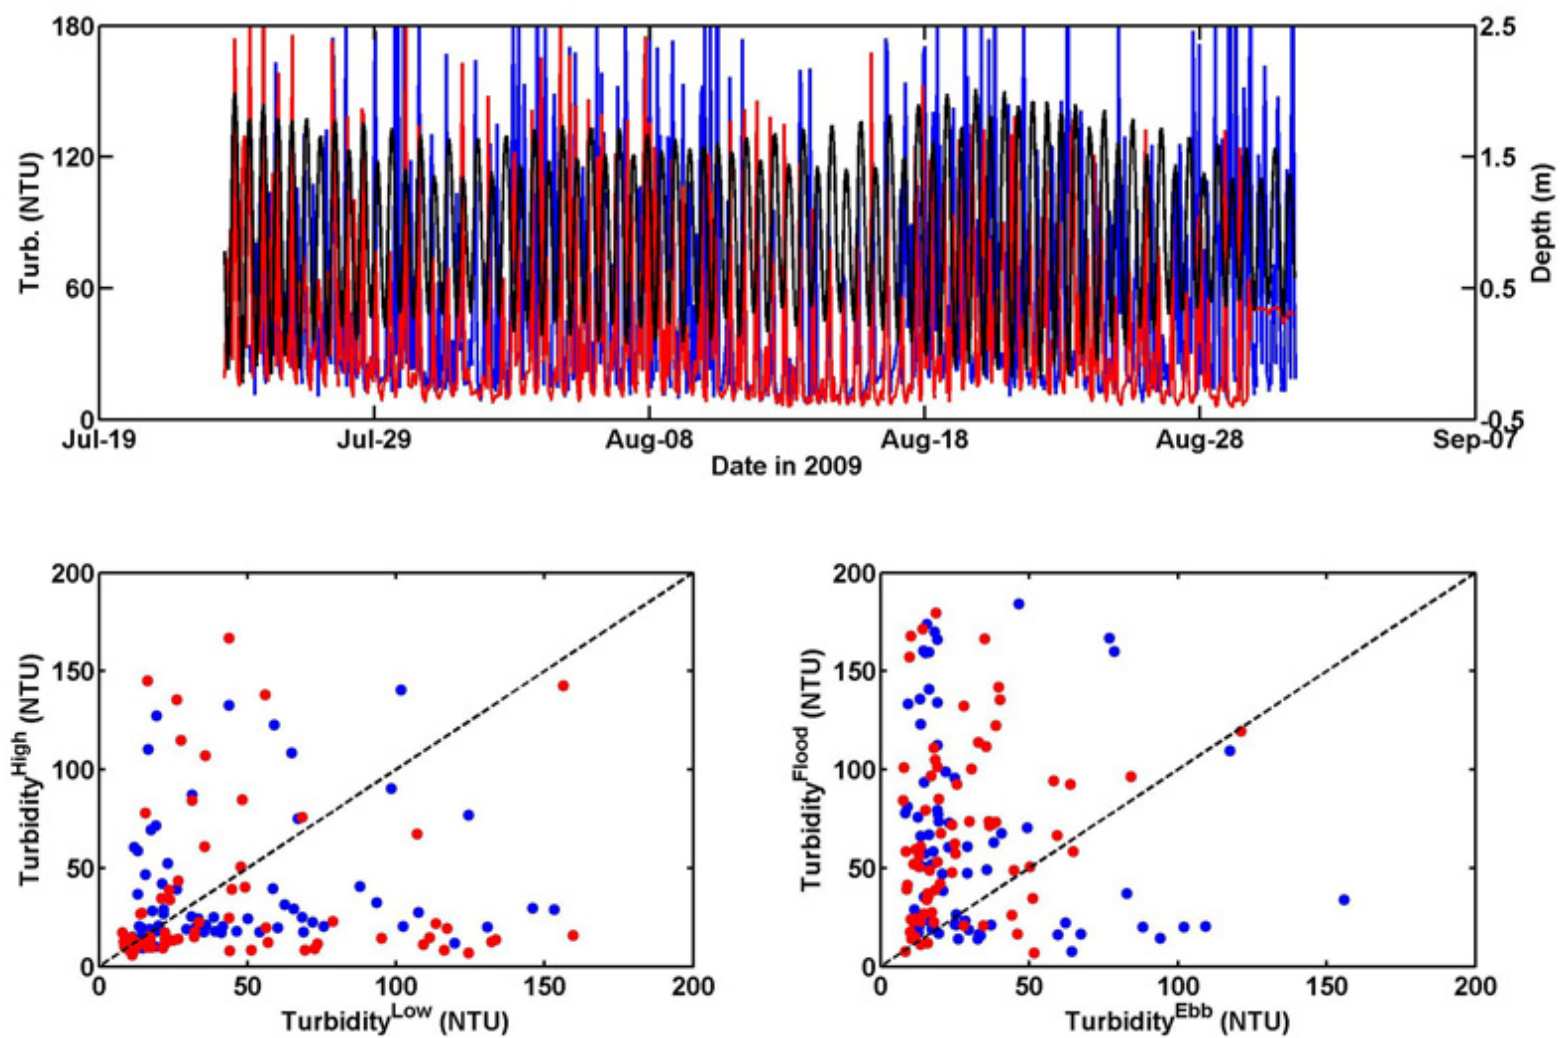 180
120
60
0
Turb. (NTU)
2.5
1.5
0.5
-0.5
Depth (m)
Jul-19 Jul-29 Aug-08 Aug-18 Aug-28 Sep-07
Date in 2009
200
150
100
50
0
Turbidity^High (NTU)
0 50 100 150 200
Turbidity^Low (NTU)
200
150
100
50
0
Turbidity^Flood (NTU)
0 50 100 150 200
Turbidity^Ebb (NTU)